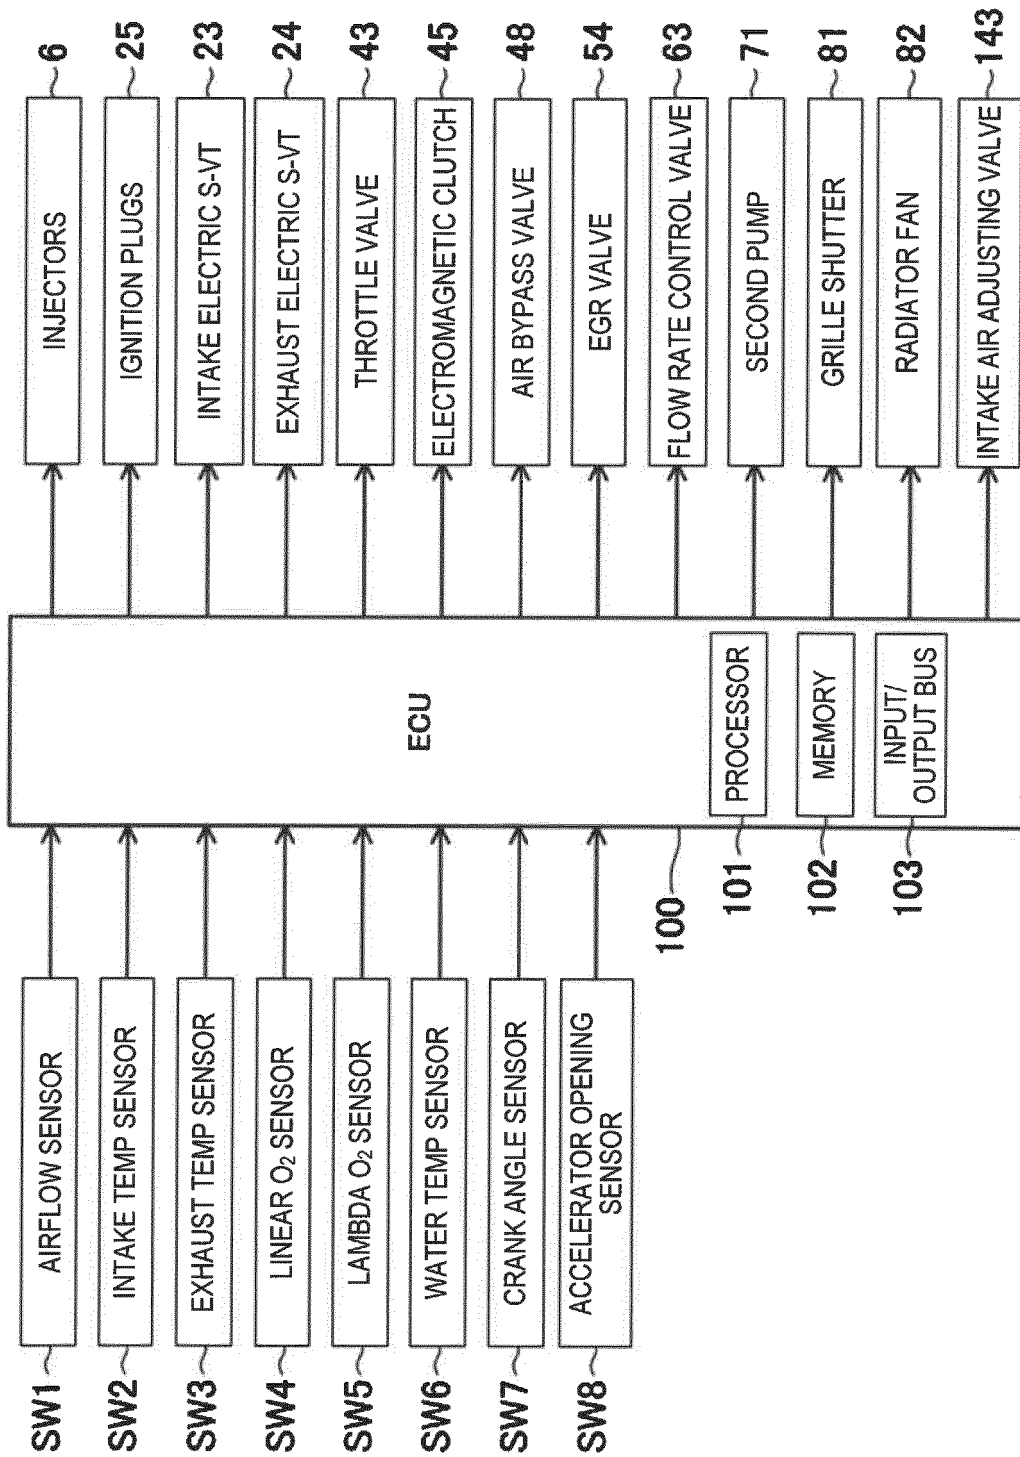 SW1
AIRFLOW SENSOR
SW2
INTAKE TEMP SENSOR
SW3
EXHAUST TEMP SENSOR
SW4
LINEAR O₂ SENSOR
SW5
LAMBDA O₂ SENSOR
SW6
WATER TEMP SENSOR
SW7
CRANK ANGLE SENSOR
SW8
ACCELERATOR OPENING
SENSOR
ECU
100
101
PROCESSOR
102
MEMORY
103
INPUT/
OUTPUT BUS
INJECTORS
6
IGNITION PLUGS
25
INTAKE ELECTRIC S-VT
23
EXHAUST ELECTRIC S-VT
24
THROTTLE VALVE
43
ELECTROMAGNETIC CLUTCH
45
AIR BYPASS VALVE
48
EGR VALVE
54
FLOW RATE CONTROL VALVE
63
SECOND PUMP
71
GRILLE SHUTTER
81
RADIATOR FAN
82
INTAKE AIR ADJUSTING VALVE
143